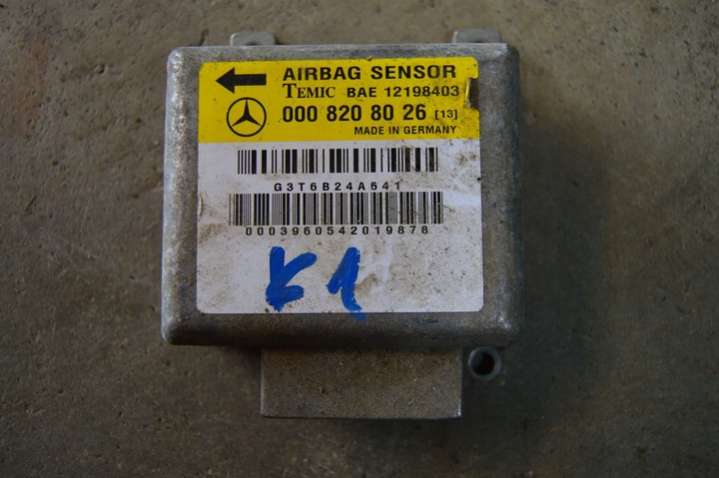 AIRBAG SENSOR
TEMIC BAE 12198403
000 820 80 26 [13]
MADE IN GERMANY
G3T6B24A641
0003960542019878
K1